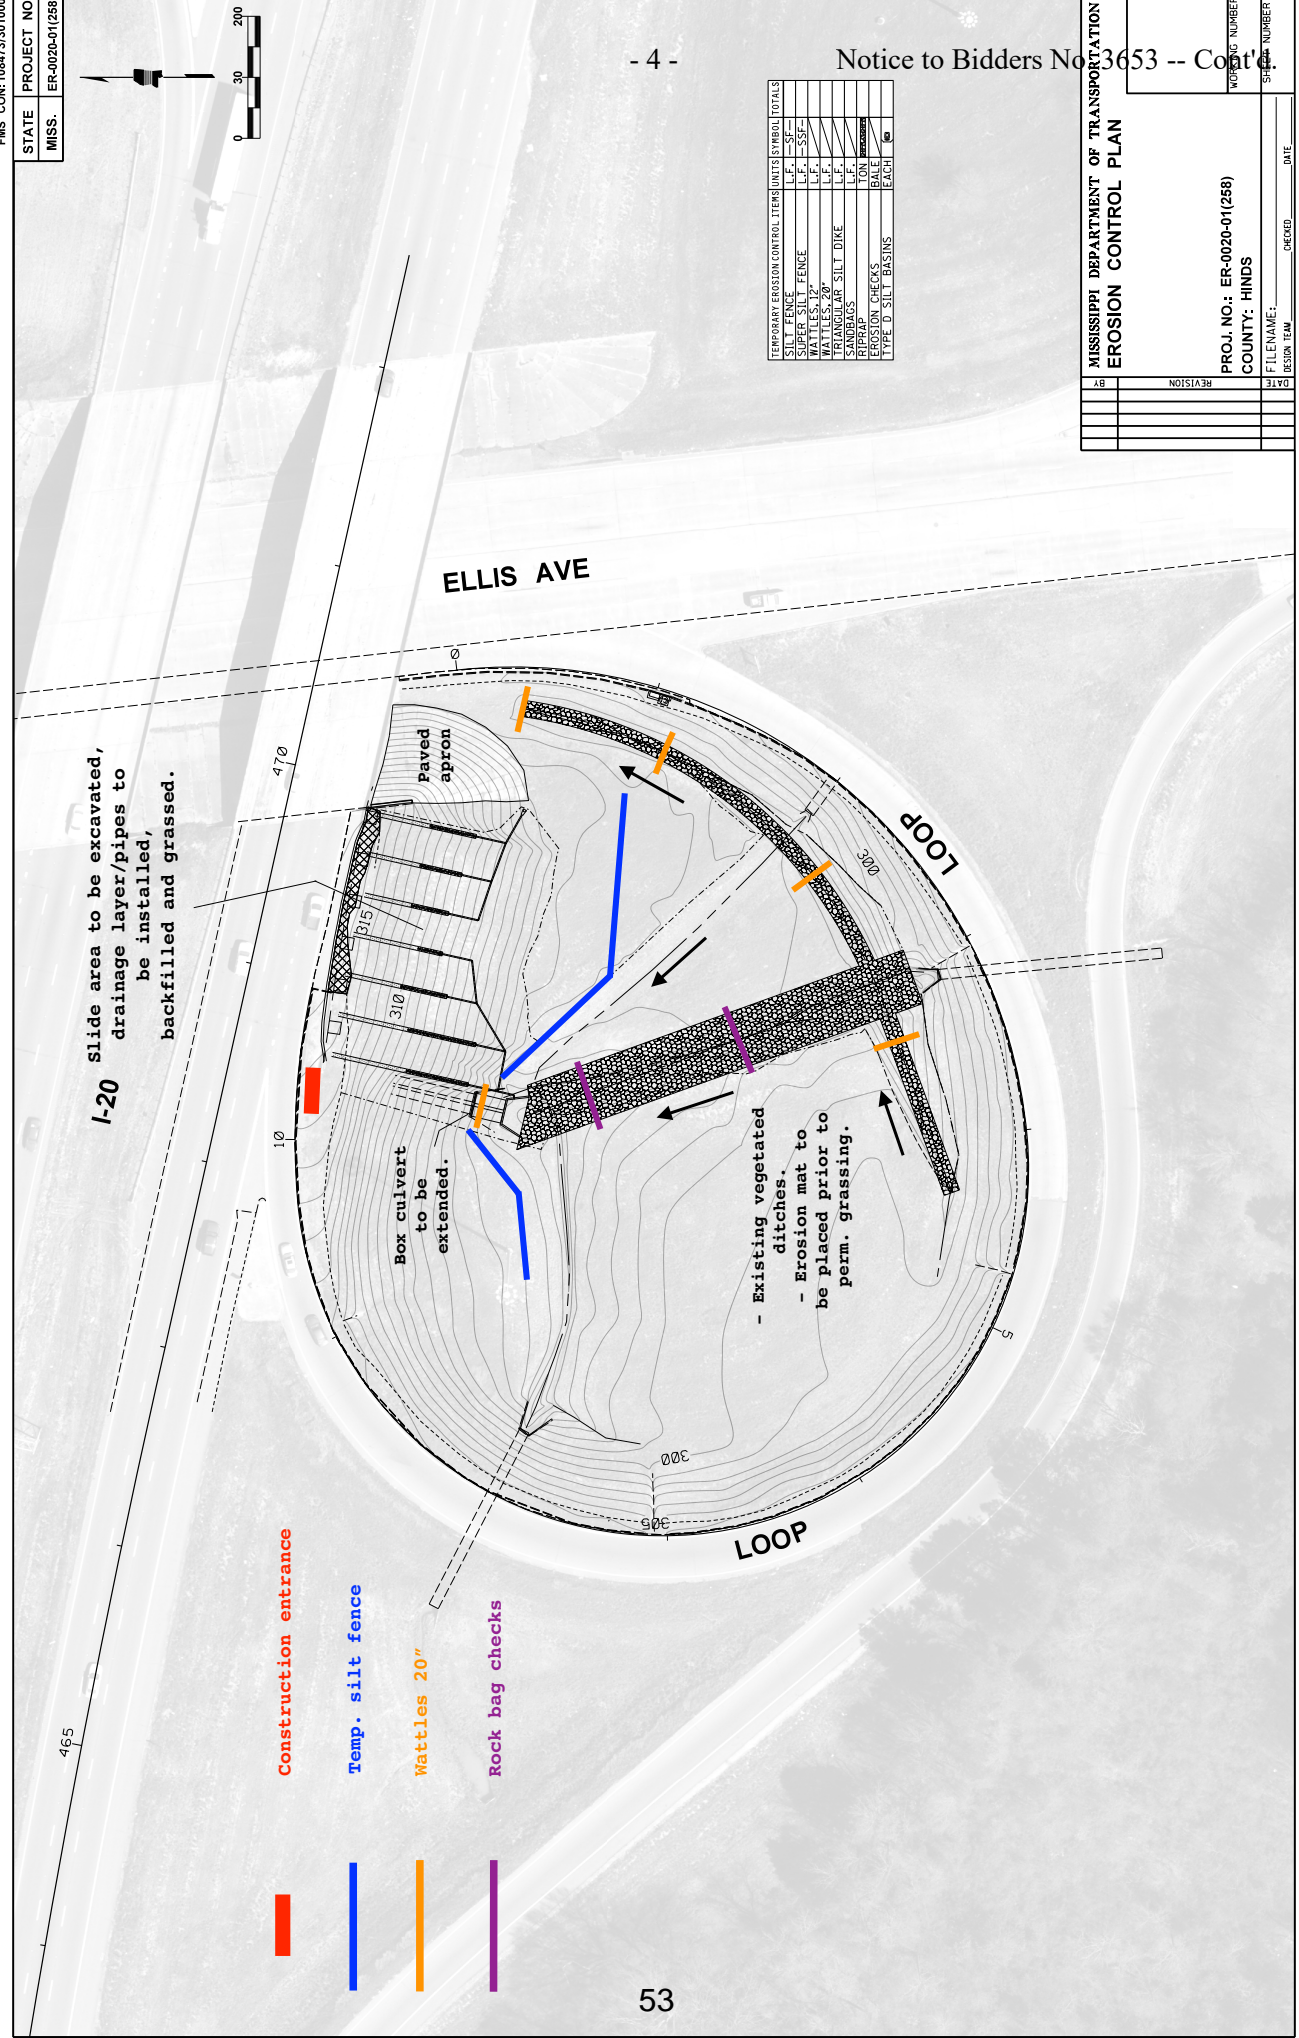 - 4 -
Notice to Bidders No. 3653 -- Cont'd.
STATE
PROJECT NO
MISS.
ER-0020-01(258
0
30
200
TEMPORARY EROSION CONTROL ITEMS UNITS SYMBOL TOTALS
SILT FENCE L.F. SF
SUPER SILT FENCE L.F. SSF
WATTLES, 12" L.F.
WATTLES, 20" L.F.
TRIANGULAR SILT DIKE L.F.
SANDBAGS L.F.
RIPRAP TON
EROSION CHECKS BALE
TYPE D SILT BASINS EACH
MISSISSIPPI DEPARTMENT OF TRANSPORTATION
EROSION CONTROL PLAN
PROJ. NO.: ER-0020-01(258)
COUNTY: HINDS
WORKING NUMBER
SHEET NUMBER
FILENAME:
DESIGN TEAM CHECKED DATE
BY
REVISION
DATE
ELLIS AVE
I-20
Slide area to be excavated,
drainage layer/pipes to
be installed,
backfilled and grassed.
470
465
0
10
5
Paved
apron
315
310
300
LOOP
Box culvert
to be
extended.
- Existing vegetated
ditches.
- Erosion mat to
be placed prior to
perm. grassing.
300
305
LOOP
Construction entrance
Temp. silt fence
Wattles 20"
Rock bag checks
53